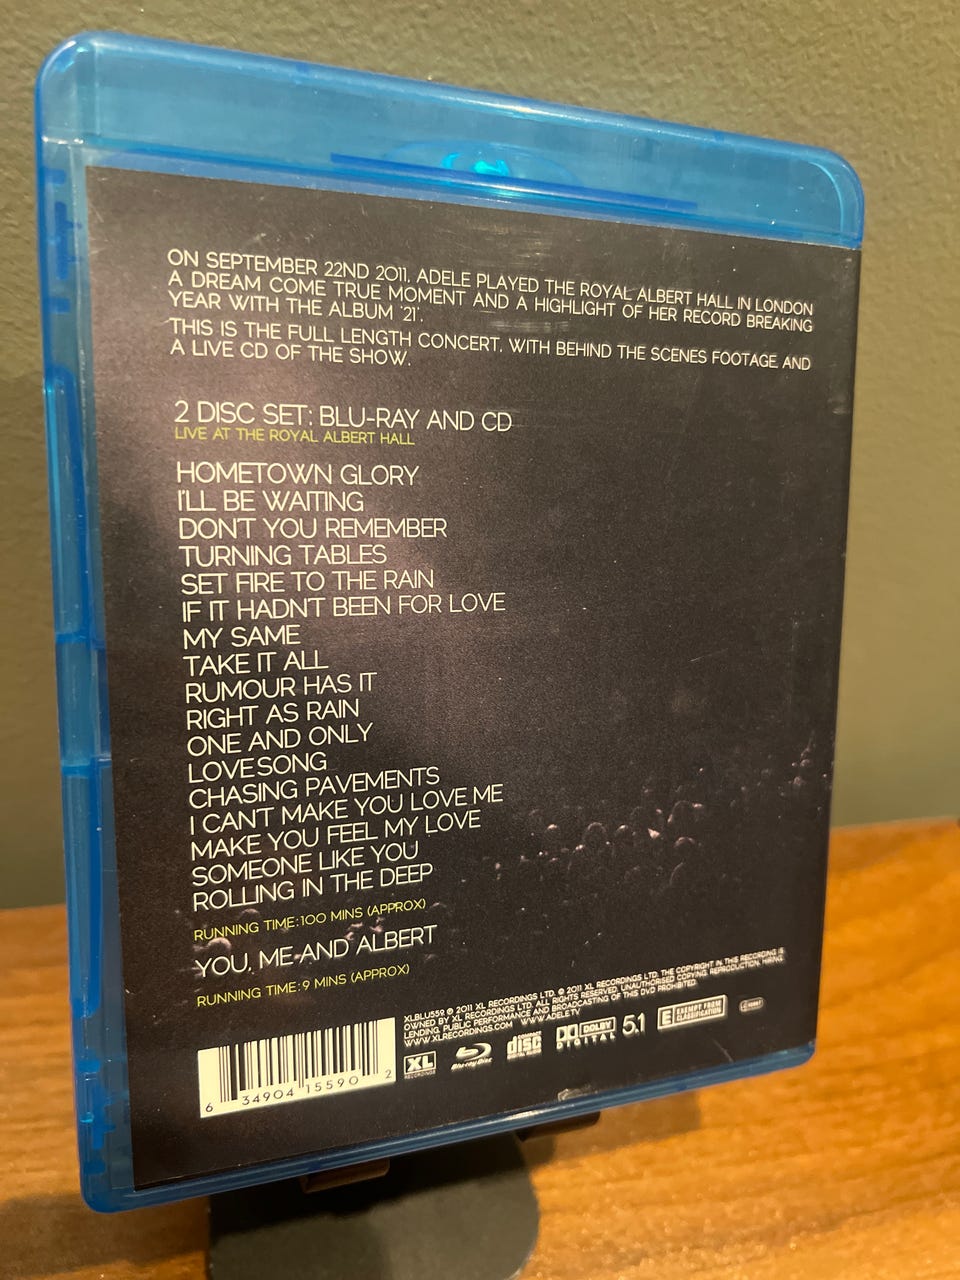 ON SEPTEMBER 22ND 2011, ADELE PLAYED THE ROYAL ALBERT HALL IN LONDON
A DREAM COME TRUE MOMENT AND A HIGHLIGHT OF HER RECORD BREAKING
YEAR WITH THE ALBUM '21'.
THIS IS THE FULL LENGTH CONCERT, WITH BEHIND THE SCENES FOOTAGE AND
A LIVE CD OF THE SHOW.
2 DISC SET: BLU-RAY AND CD
LIVE AT THE ROYAL ALBERT HALL
HOMETOWN GLORY
I'LL BE WAITING
DON'T YOU REMEMBER
TURNING TABLES
SET FIRE TO THE RAIN
IF IT HADN'T BEEN FOR LOVE
MY SAME
TAKE IT ALL
RUMOUR HAS IT
RIGHT AS RAIN
ONE AND ONLY
LOVESONG
CHASING PAVEMENTS
I CAN'T MAKE YOU LOVE ME
MAKE YOU FEEL MY LOVE
SOMEONE LIKE YOU
ROLLING IN THE DEEP
RUNNING TIME: 100 MINS (APPROX)
YOU, ME AND ALBERT
RUNNING TIME: 9 MINS (APPROX)
XLBLU559. ℗ 2011 XL RECORDINGS LTD. © 2011 XL RECORDINGS LTD. THE COPYRIGHT IN THIS RECORDING IS
OWNED BY XL RECORDINGS LTD. ALL RIGHTS RESERVED. UNAUTHORISED COPYING, REPRODUCTION, HIRING,
LENDING, PUBLIC PERFORMANCE AND BROADCASTING OF THIS DVD PROHIBITED.
WWW.XLRECORDINGS.COM WWW.ADELE.TV
XL RECORDINGS
Blu-ray Disc
COMPACT disc DIGITAL AUDIO
DOLBY DIGITAL
5.1
E EXEMPT FROM CLASSIFICATION
6 34904 15590 2